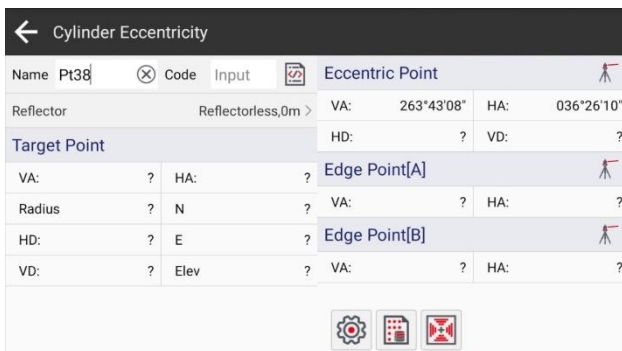 Cylinder Eccentricity
Name Pt38 Code Input
Reflector Reflectorless,0m >
Target Point
VA: ? HA: ?
Radius ? N ?
HD: ? E ?
VD: ? Elev ?
Eccentric Point
VA: 263°43'08" HA: 036°26'10"
HD: ? VD: ?
Edge Point[A]
VA: ? HA: ?
Edge Point[B]
VA: ? HA: ?